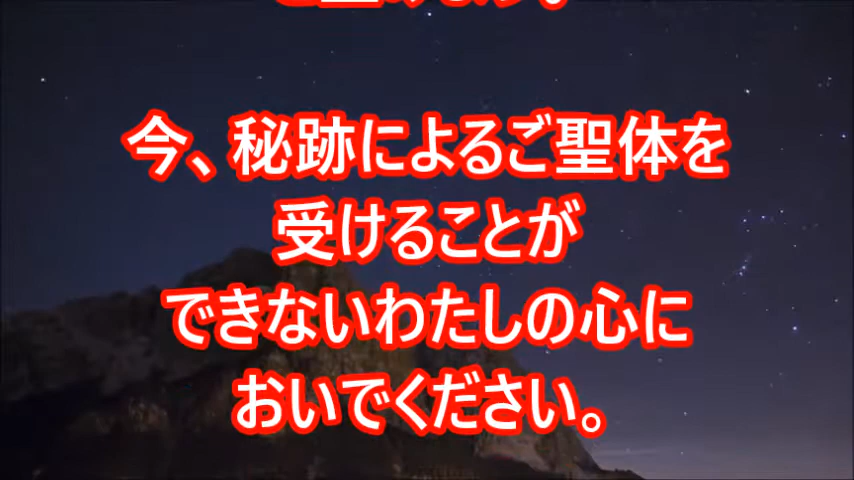 今、秘跡によるご聖体を
受けることが
できないわたしの心に
おいでください。